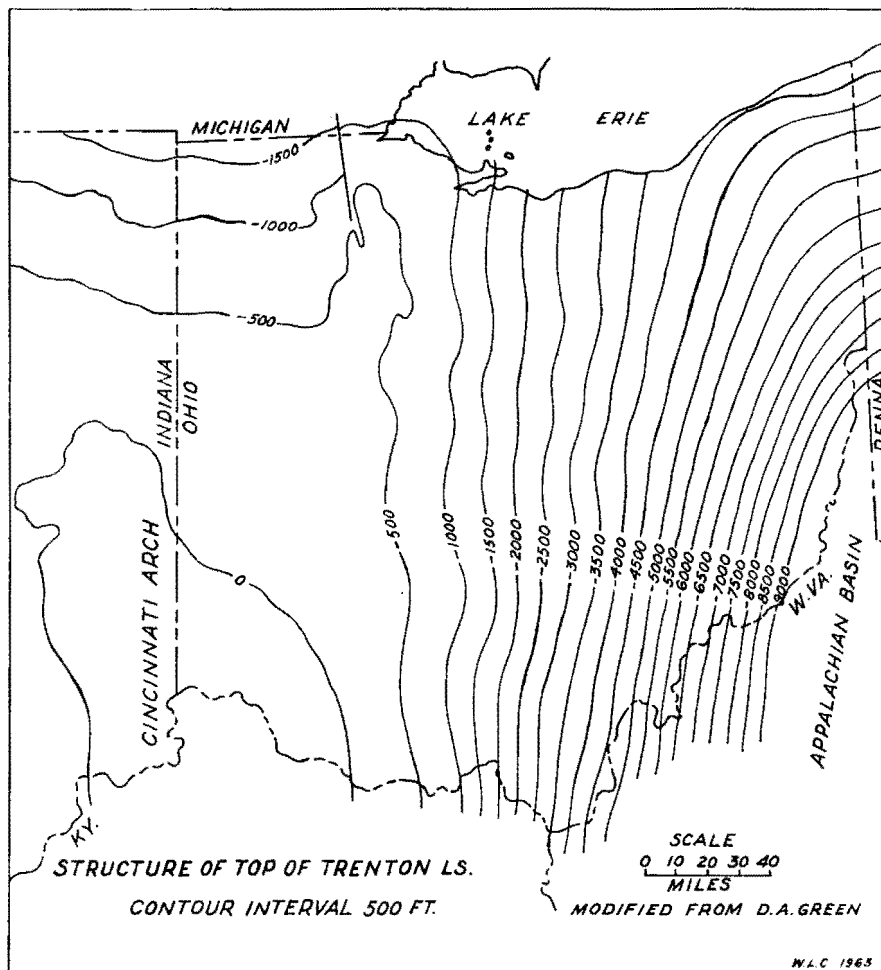 MICHIGAN
LAKE ERIE
-1500
-1000
-500
INDIANA
OHIO
PENNA
CINCINNATI ARCH
0
-500
-1000
-1500
-2000
-2500
-3000
-3500
-4000
-4500
-5000
-5500
-6000
-6500
-7000
-7500
-8000
-8500
-9000
W.VA.
APPALACHIAN BASIN
KY.
STRUCTURE OF TOP OF TRENTON LS.
CONTOUR INTERVAL 500 FT.
SCALE
0 10 20 30 40
MILES
MODIFIED FROM D.A.GREEN
W.L.C 1963